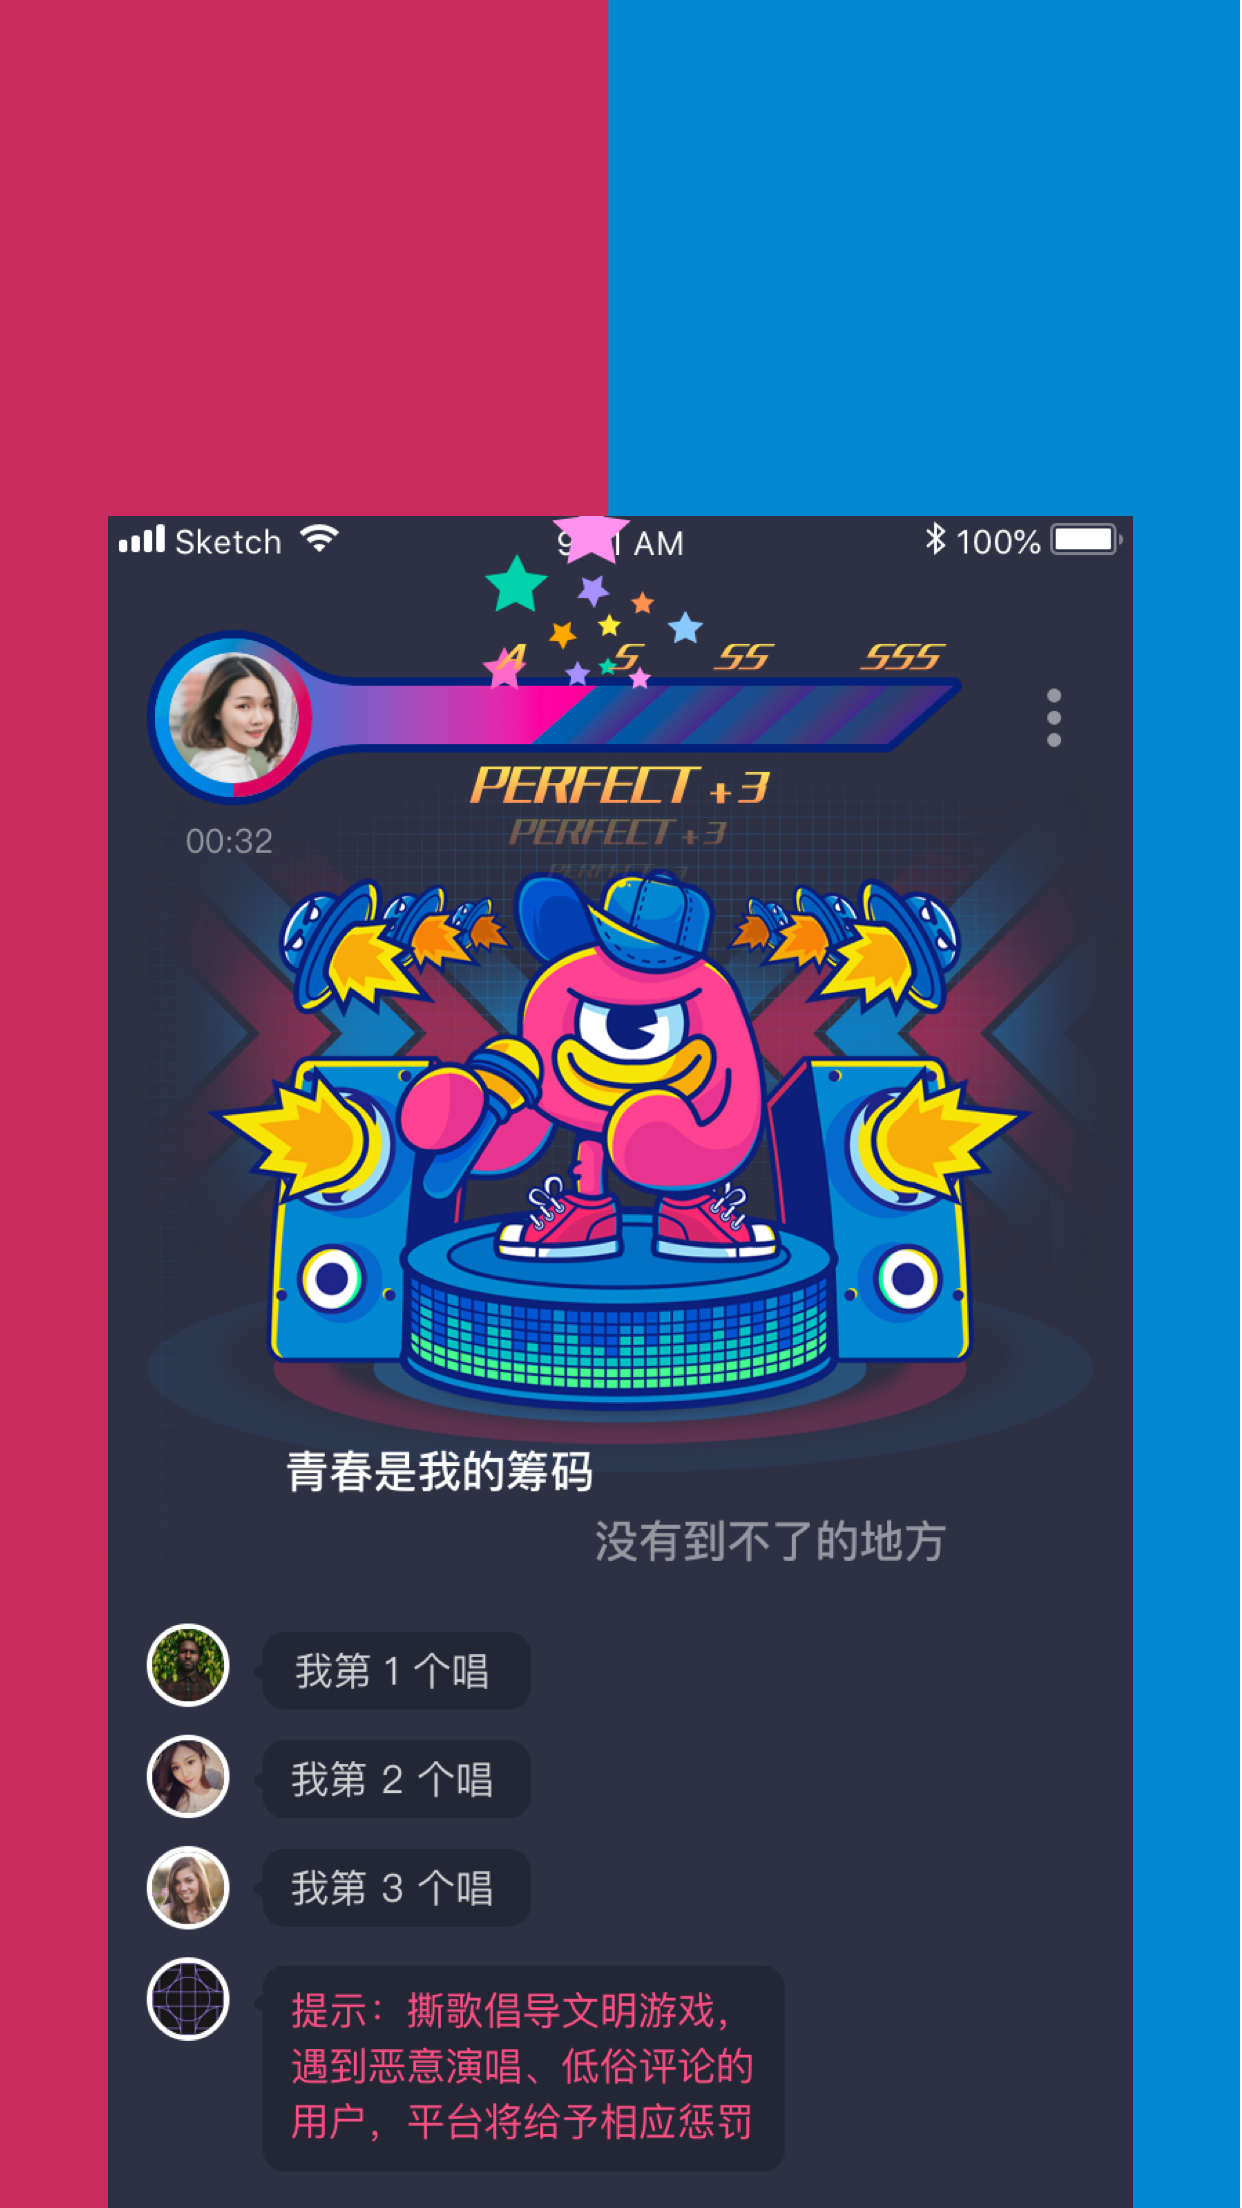 Sketch
AM
100%
A
S
SS
SSS
PERFECT +3
PERFECT +3
PERFECT +3
00:32
青春是我的筹码
没有到不了的地方
我第 1 个唱
我第 2 个唱
我第 3 个唱
提示：撕歌倡导文明游戏，
遇到恶意演唱、低俗评论的
用户，平台将给予相应惩罚